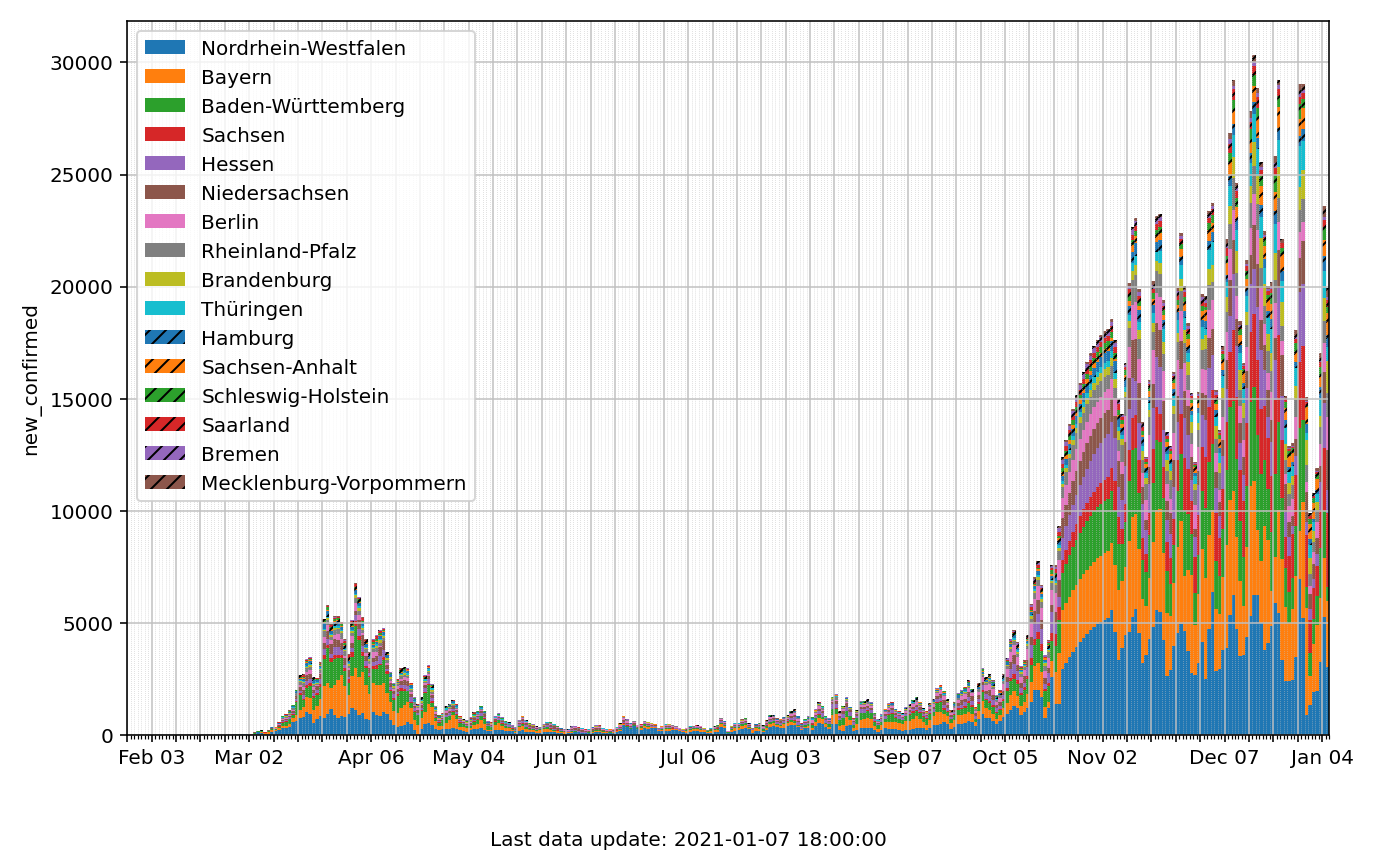 30000
25000
20000
15000
10000
5000
0
new_confirmed
Nordrhein-Westfalen
Bayern
Baden-Württemberg
Sachsen
Hessen
Niedersachsen
Berlin
Rheinland-Pfalz
Brandenburg
Thüringen
Hamburg
Sachsen-Anhalt
Schleswig-Holstein
Saarland
Bremen
Mecklenburg-Vorpommern
Feb 03 Mar 02 Apr 06 May 04 Jun 01 Jul 06 Aug 03 Sep 07 Oct 05 Nov 02 Dec 07 Jan 04
Last data update: 2021-01-07 18:00:00